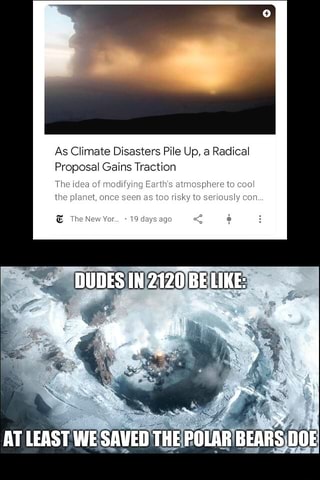 As Climate Disasters Pile Up, a Radical
Proposal Gains Traction
The idea of modifying Earth's atmosphere to cool
the planet, once seen as too risky to seriously con...
The New Yor... • 19 days ago
DUDES IN 2120 BE LIKE:
AT LEAST WE SAVED THE POLAR BEARS DOE